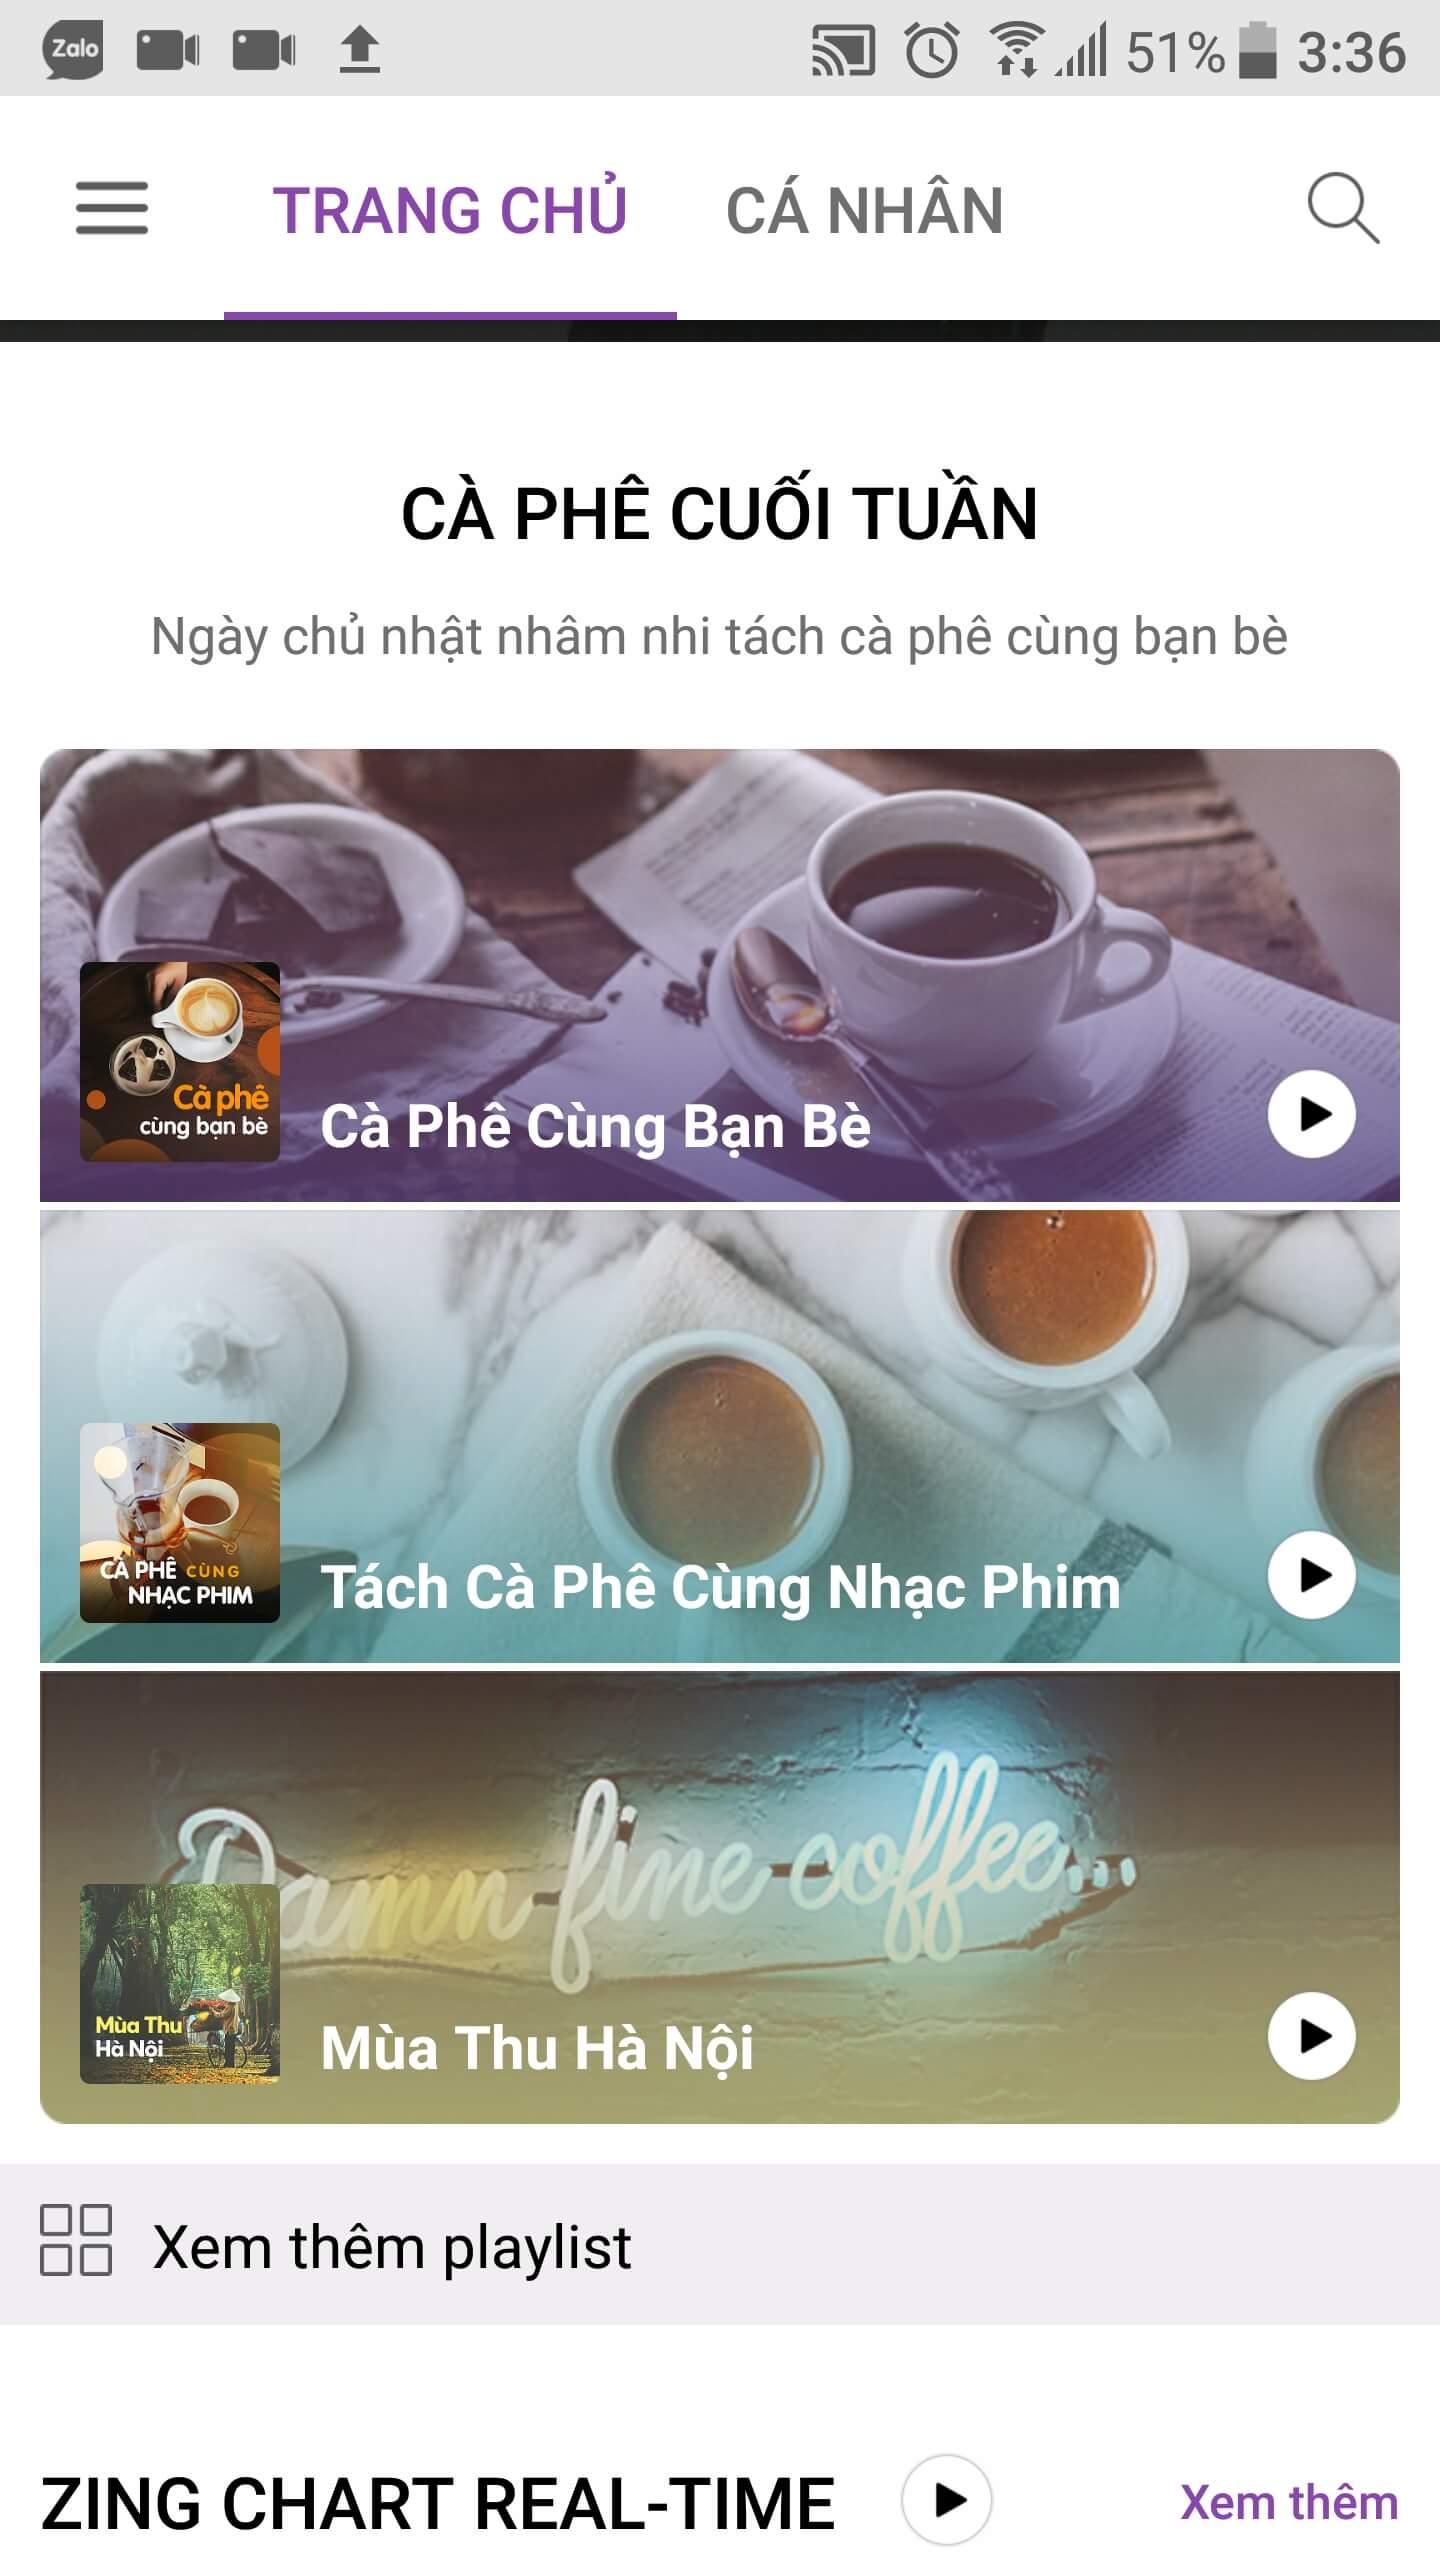 Zalo
51% 3:36
TRANG CHỦ CÁ NHÂN
CÀ PHÊ CUỐI TUẦN
Ngày chủ nhật nhâm nhi tách cà phê cùng bạn bè
Cà phê
cùng bạn bè
Cà Phê Cùng Bạn Bè
CÀ PHÊ CÙNG
NHẠC PHIM
Tách Cà Phê Cùng Nhạc Phim
Damn fine coffee...
Mùa Thu
Hà Nội
Mùa Thu Hà Nội
Xem thêm playlist
ZING CHART REAL-TIME Xem thêm